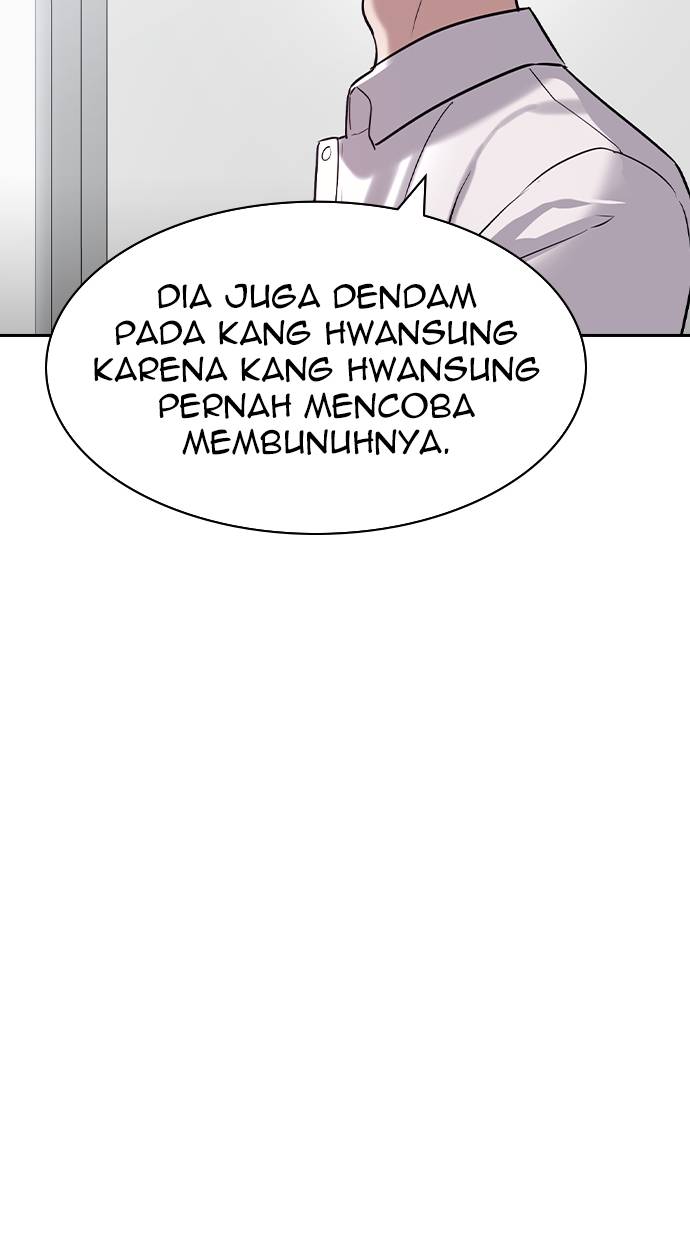 DIA JUGA DENDAM
PADA KANG HWANSUNG
KARENA KANG HWANSUNG
PERNAH MENCOBA
MEMBUNUHNYA.